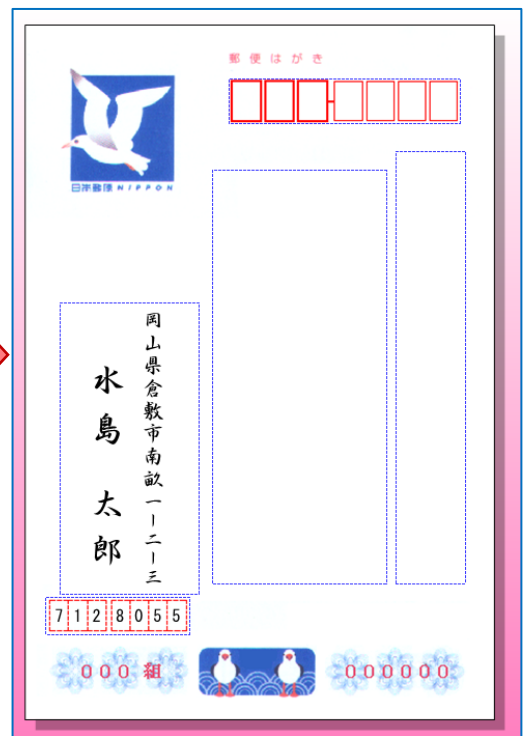 郵便はがき
日本郵便 NIPPON
岡山県倉敷市南畝一ー二ー三
水島 太郎
7128055
000 組
000000